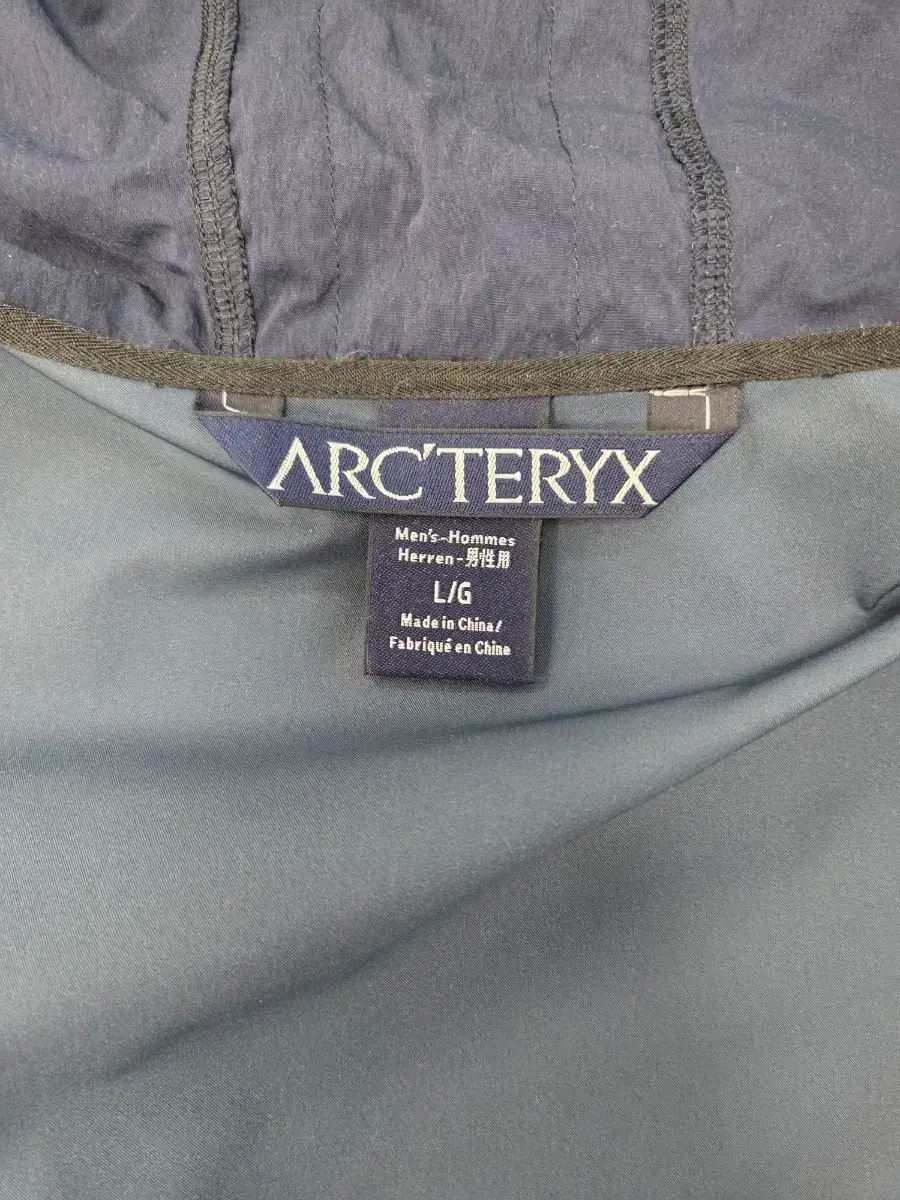 ARC'TERYX
Men's-Hommes
Herren-男性用
L/G
Made in China/
Fabriqué en Chine